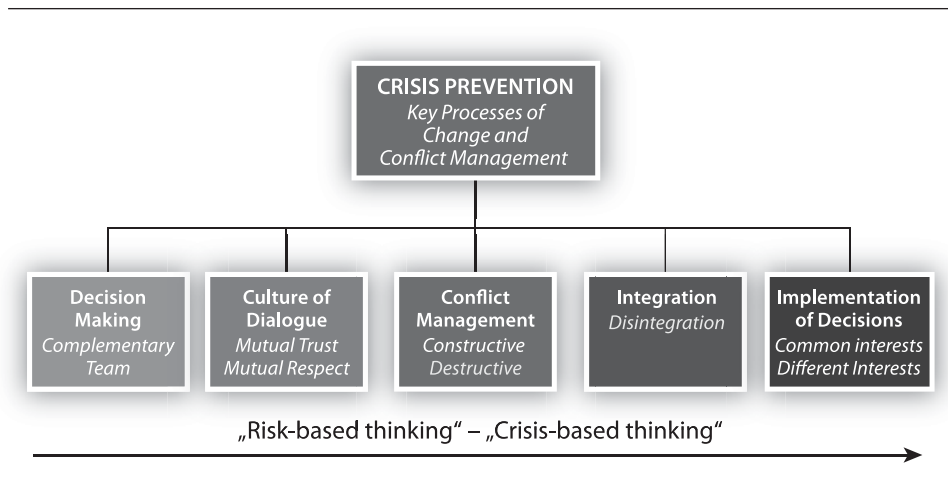 CRISIS PREVENTION
Key Processes of
Change and
Conflict Management
Decision
Making
Complementary
Team
Culture of
Dialogue
Mutual Trust
Mutual Respect
Conflict
Management
Constructive
Destructive
Integration
Disintegration
Implementation
of Decisions
Common interests
Different Interests
„Risk-based thinking“ – „Crisis-based thinking“